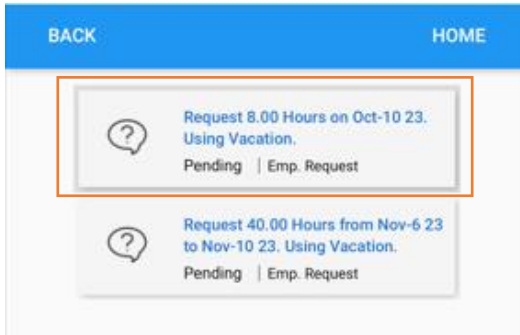 BACK HOME
Request 8.00 Hours on Oct-10 23.
Using Vacation.
Pending | Emp. Request
Request 40.00 Hours from Nov-6 23
to Nov-10 23. Using Vacation.
Pending | Emp. Request